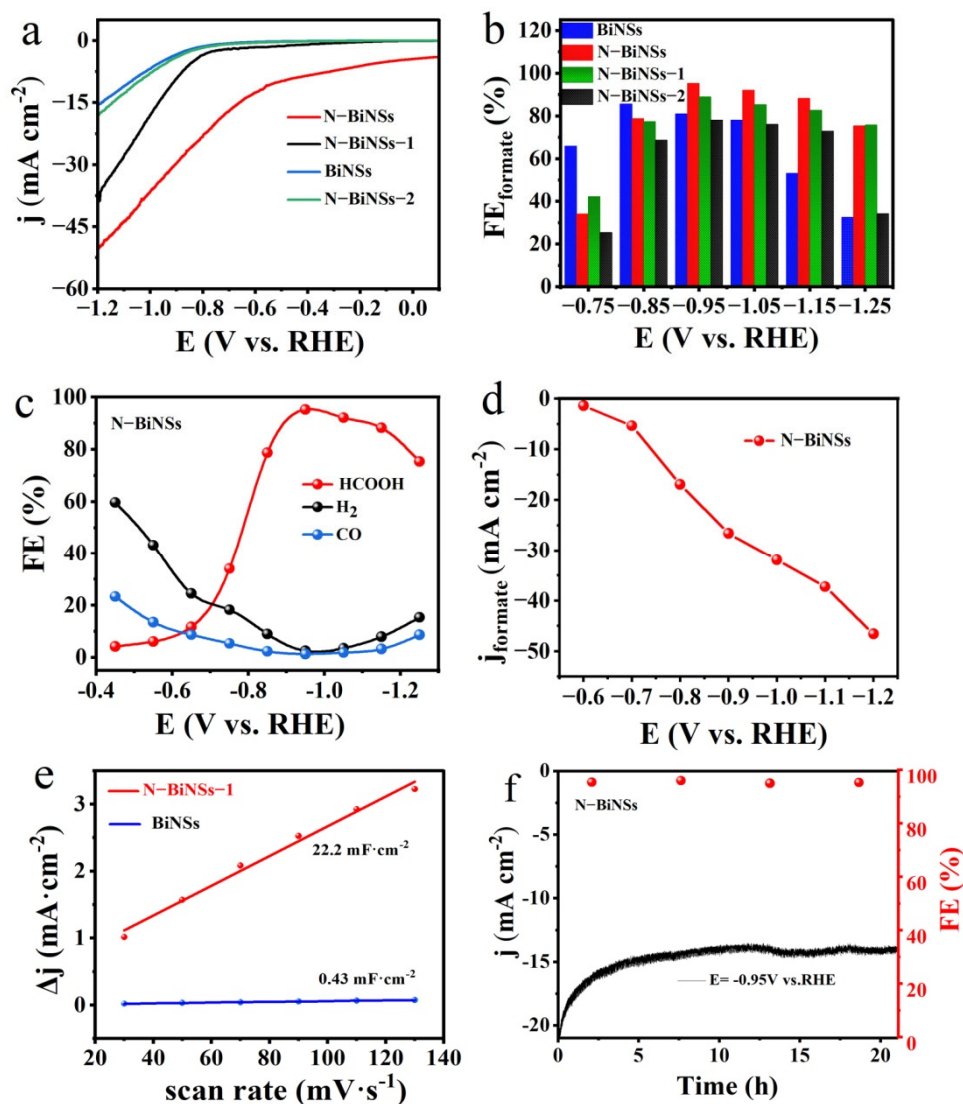 a
0
−15
−30
−45
−60
j (mA cm⁻²)
N−BiNSs
N−BiNSs−1
BiNSs
N−BiNSs−2
−1.2 −1.0 −0.8 −0.6 −0.4 −0.2 0.0
E (V vs. RHE)
b
120
100
80
60
40
20
0
FEformate (%)
BiNSs
N−BiNSs
N−BiNSs−1
N−BiNSs−2
−0.75 −0.85 −0.95 −1.05 −1.15 −1.25
E (V vs. RHE)
c
100
80
60
40
20
0
FE (%)
N−BiNSs
HCOOH
H₂
CO
-0.4 -0.6 -0.8 -1.0 -1.2
E (V vs. RHE)
d
0
−10
−20
−30
−40
−50
jformate (mA cm⁻²)
N−BiNSs
−0.6 −0.7 −0.8 −0.9 −1.0 −1.1 −1.2
E (V vs. RHE)
e
3
2
1
0
Δj (mA·cm⁻²)
N−BiNSs−1
BiNSs
22.2 mF·cm⁻²
0.43 mF·cm⁻²
20 40 60 80 100 120 140
scan rate (mV·s⁻¹)
f
0
−5
−10
−15
−20
j (mA cm⁻²)
N−BiNSs
E= -0.95V vs.RHE
100
80
60
40
20
0
FE (%)
0 5 10 15 20
Time (h)